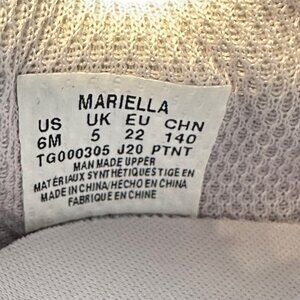 MARIELLA
US UK EU CHN
6M 5 22 140
TG000305 J20 PTNT
MAN MADE UPPER
MATÉRIAUX SYNTHÉTIQUES TIGE EN
MADE IN CHINA/HECHO EN CHINA
FABRIQUE EN CHINE